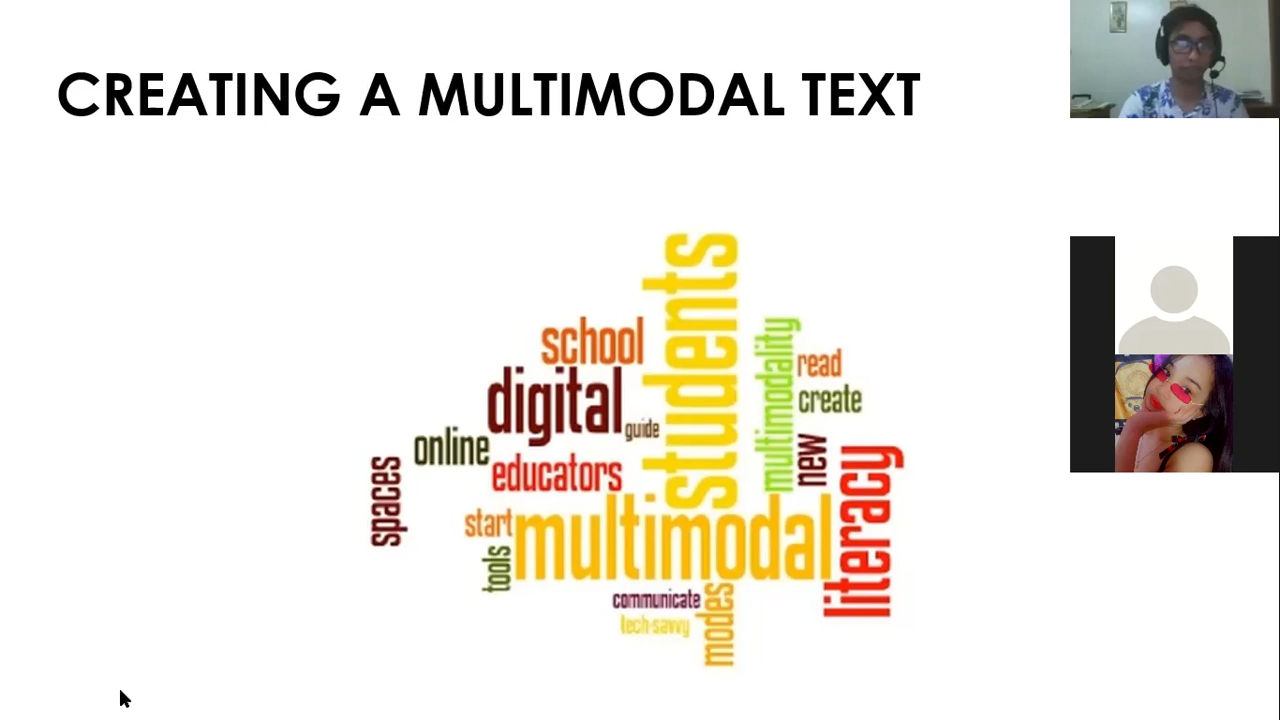 CREATING A MULTIMODAL TEXT
students
school
multimodality
read
digital
create
guide
online
new
educators
literacy
spaces
start
multimodal
tools
communicate
modes
tech-savvy